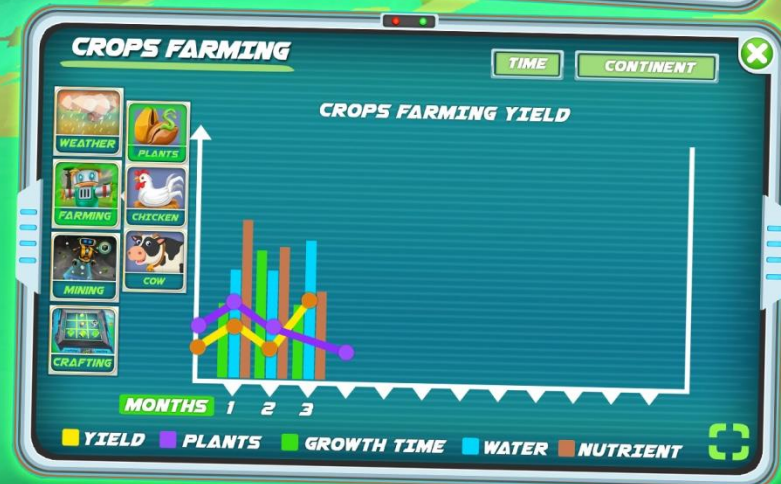 CROPS FARMING
TIME
CONTINENT
CROPS FARMING YIELD
WEATHER
PLANTS
FARMING
CHICKEN
MINING
COW
CRAFTING
MONTHS 1 2 3
YIELD PLANTS GROWTH TIME WATER NUTRIENT